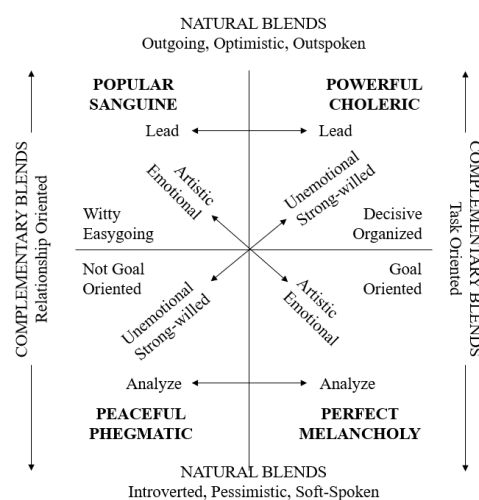 NATURAL BLENDS
Outgoing, Optimistic, Outspoken
POPULAR
SANGUINE
POWERFUL
CHOLERIC
Lead
Lead
Artistic
Emotional
Unemotional
Strong-willed
Witty
Easygoing
Decisive
Organized
COMPLEMENTARY BLENDS
Relationship Oriented
COMPLEMENTARY BLENDS
Task Oriented
Not Goal
Oriented
Goal
Oriented
Unemotional
Strong-willed
Artistic
Emotional
Analyze
Analyze
PEACEFUL
PHEGMATIC
PERFECT
MELANCHOLY
NATURAL BLENDS
Introverted, Pessimistic, Soft-Spoken